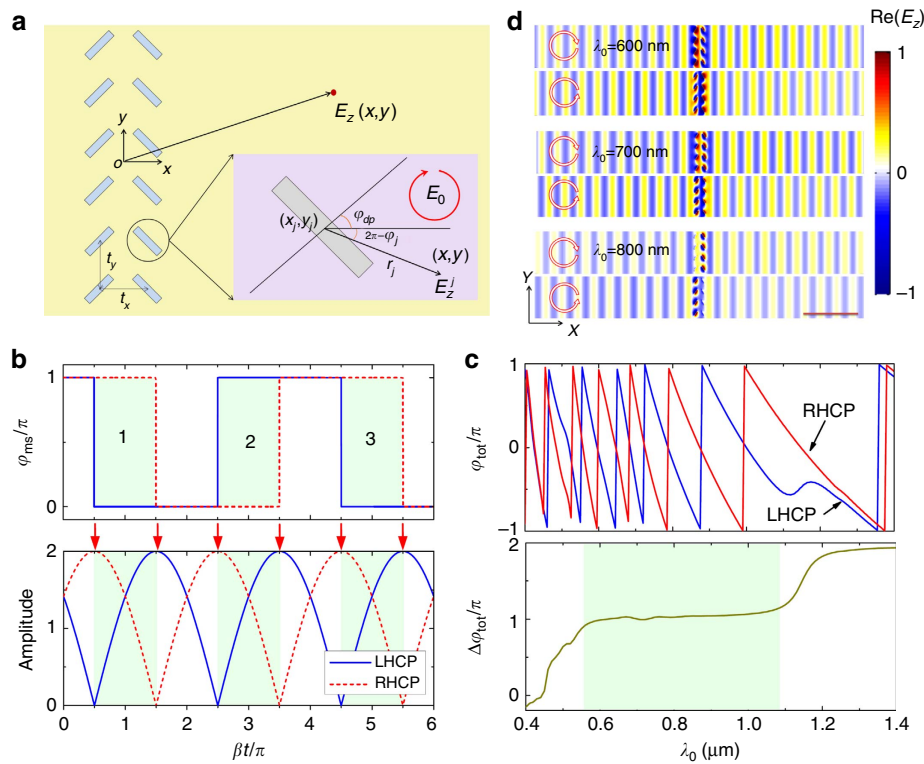 a
y
o
x
E_z (x,y)
t_y
t_x
(x_j,y_j)
φ_dp
2π−φ_j
E_0
r_j
(x,y)
E_z^j
d
Re(E_z)
λ_0=600 nm
λ_0=700 nm
λ_0=800 nm
Y
X
1
0
−1
b
φ_ms/π
1
0
1
2
3
Amplitude
2
1
0
LHCP
RHCP
0 1 2 3 4 5 6
βt/π
c
φ_tot/π
1
0
−1
RHCP
LHCP
Δφ_tot/π
2
1
0
0.4 0.6 0.8 1.0 1.2 1.4
λ_0 (μm)